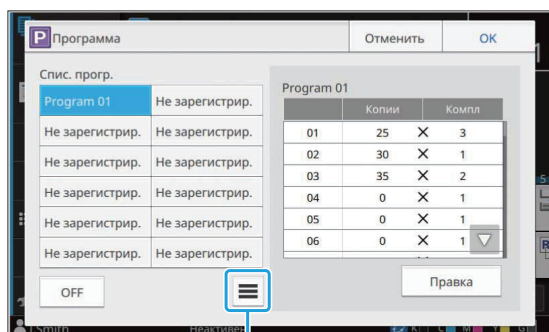 P Программа
Отменить
OK
Спис. прогр.
Program 01 Не зарегистрир.
Не зарегистрир. Не зарегистрир.
Не зарегистрир. Не зарегистрир.
Не зарегистрир. Не зарегистрир.
Не зарегистрир. Не зарегистрир.
Не зарегистрир. Не зарегистрир.
OFF
Program 01
Копии Компл
01 25 X 3
02 30 X 1
03 35 X 2
04 0 X 1
05 0 X 1
06 0 X 1
Правка
Smith
Неактивен
K C M Y G